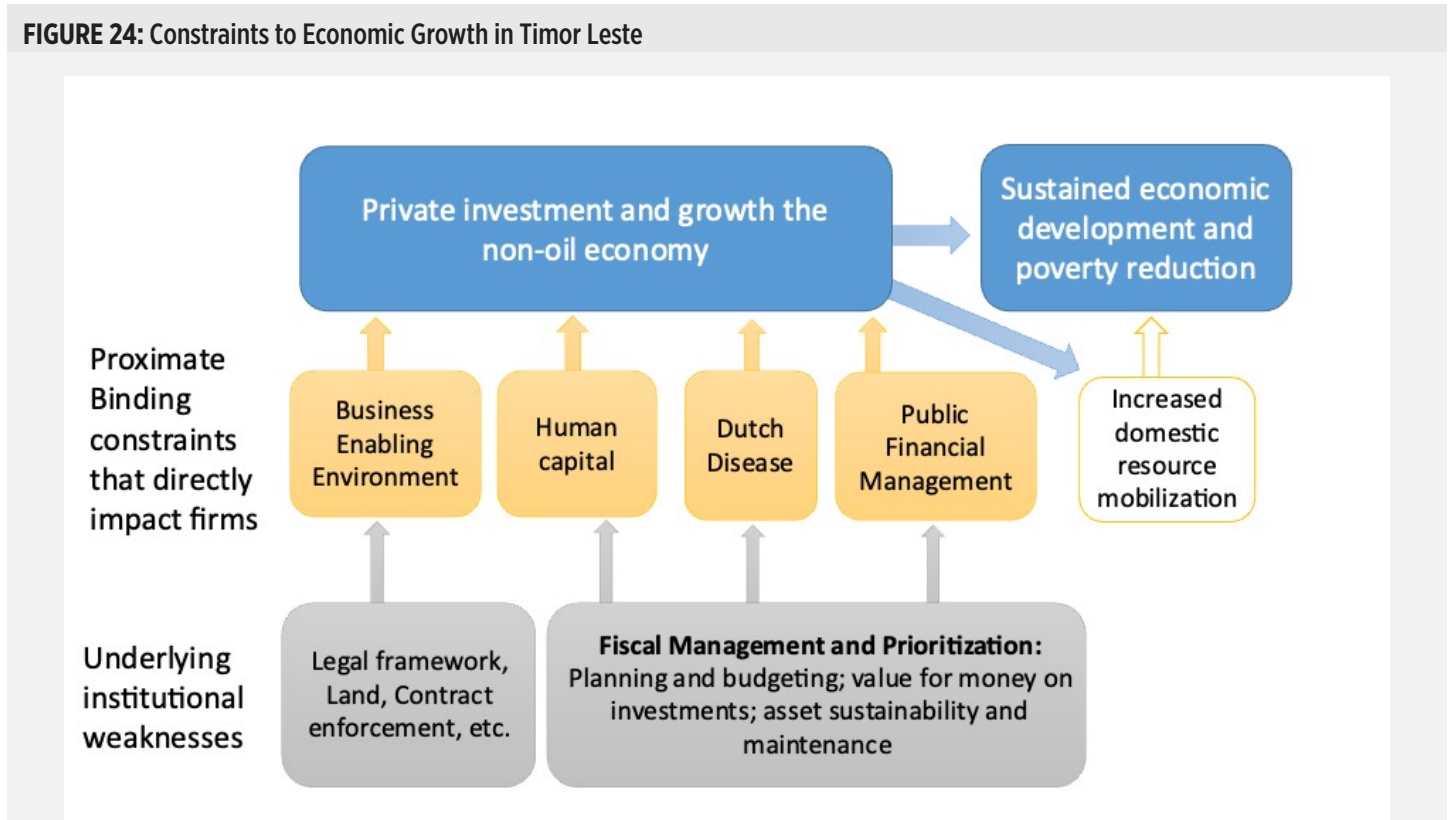 FIGURE 24: Constraints to Economic Growth in Timor Leste
Private investment and growth the
non-oil economy
Sustained economic
development and
poverty reduction
Proximate
Binding
constraints
that directly
impact firms
Business
Enabling
Environment
Human
capital
Dutch
Disease
Public
Financial
Management
Increased
domestic
resource
mobilization
Underlying
institutional
weaknesses
Legal framework,
Land, Contract
enforcement, etc.
Fiscal Management and Prioritization:
Planning and budgeting; value for money on
investments; asset sustainability and
maintenance